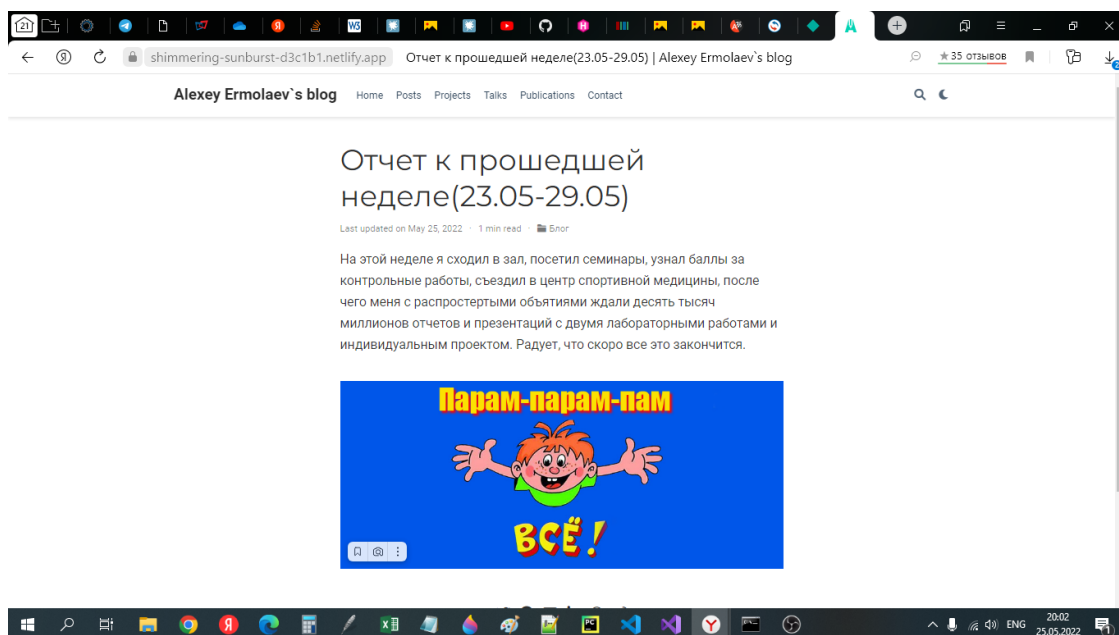 21
W3
shimmering-sunburst-d3c1b1.netlify.app Отчет к прошедшей неделе(23.05-29.05) | Alexey Ermolaev`s blog
★ 35 отзывов
2
Alexey Ermolaev`s blog Home Posts Projects Talks Publications Contact
Отчет к прошедшей
неделе(23.05-29.05)
Last updated on May 25, 2022 · 1 min read · Блог
На этой неделе я сходил в зал, посетил семинары, узнал баллы за
контрольные работы, съездил в центр спортивной медицины, после
чего меня с распростертыми объятиями ждали десять тысяч
миллионов отчетов и презентаций с двумя лабораторными работами и
индивидуальным проектом. Радует, что скоро все это закончится.
Парам-парам-пам
ВСЁ!
ENG
20:02
25.05.2022